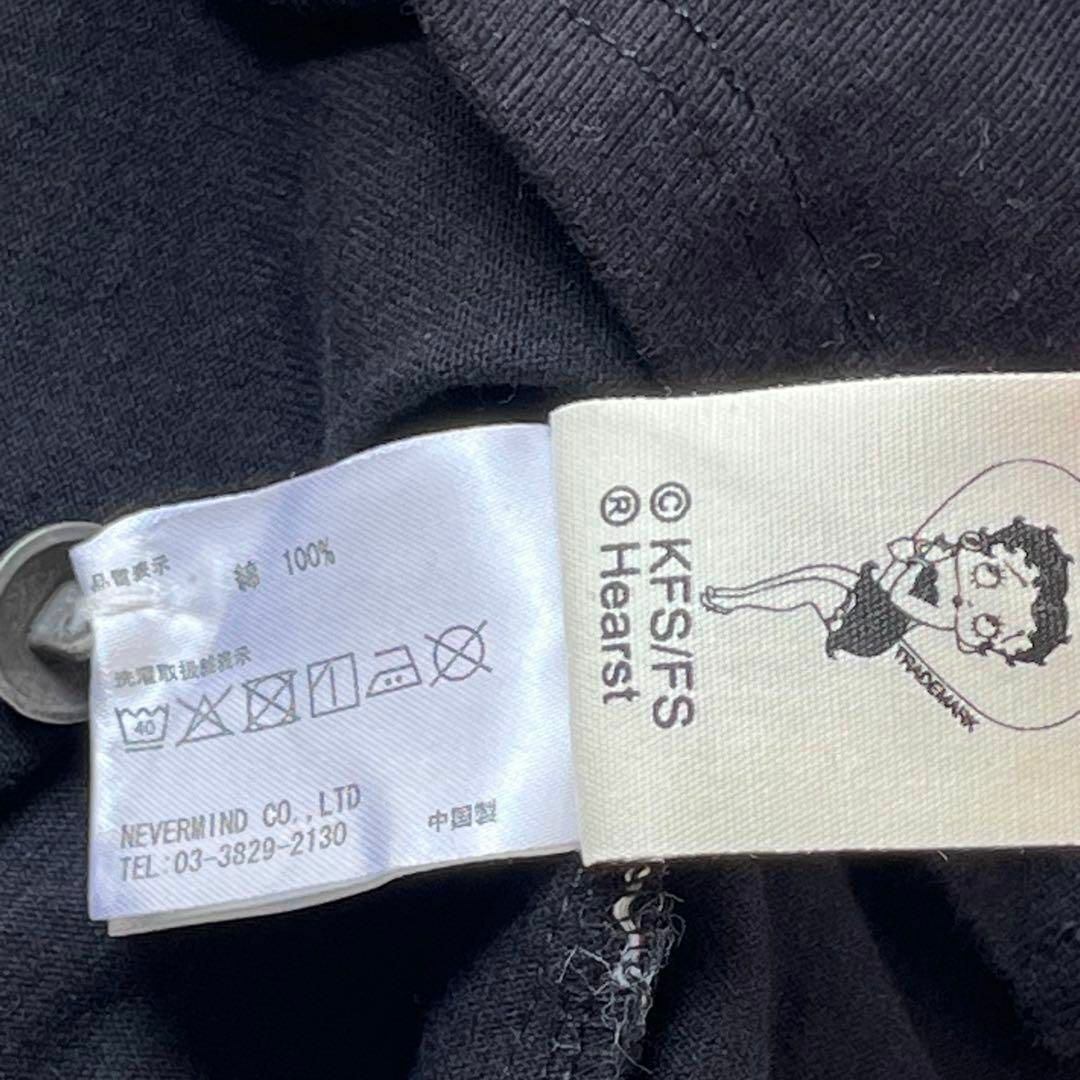 品質表示
綿 100%
洗濯取扱絵表示
40
NEVERMIND CO.,LTD
TEL:03-3829-2130
中国製
©KFS/FS
®Hearst
TRADEMARK